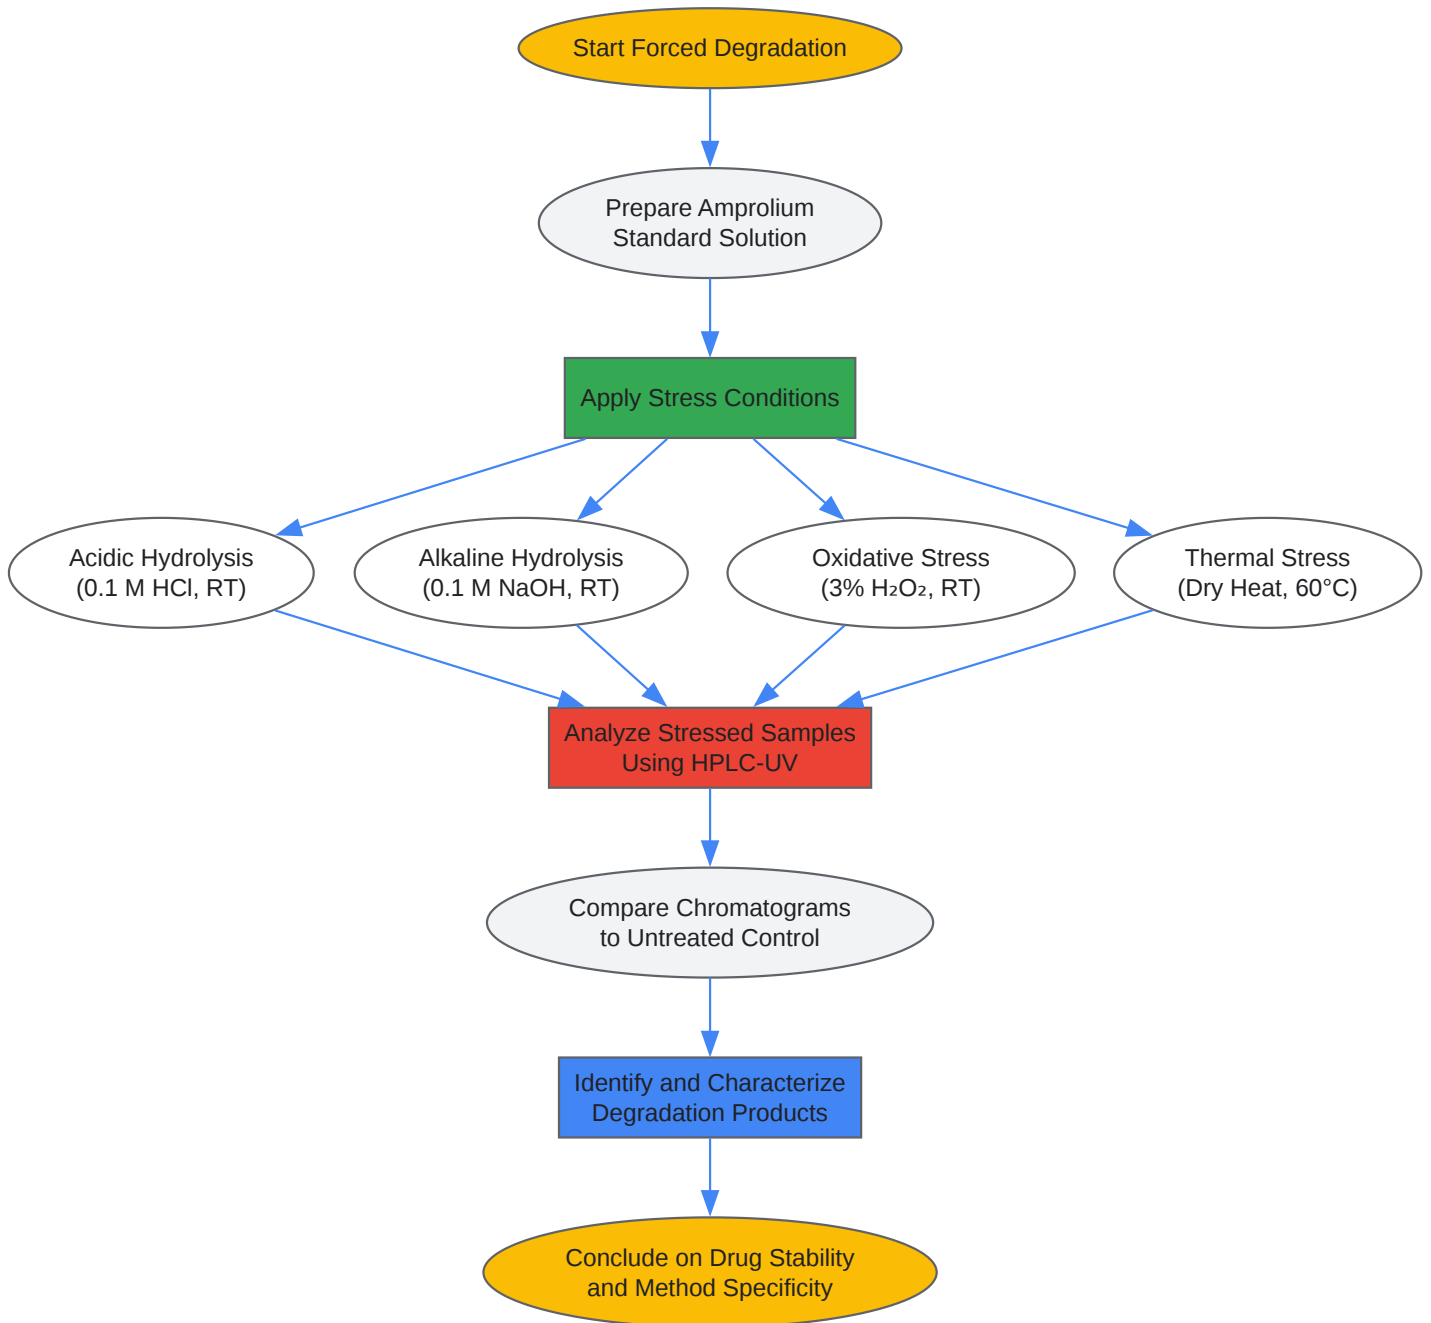 Start Forced Degradation
Prepare Amprolium
Standard Solution
Apply Stress Conditions
Acidic Hydrolysis
(0.1 M HCl, RT)
Alkaline Hydrolysis
(0.1 M NaOH, RT)
Oxidative Stress
(3% H₂O₂, RT)
Thermal Stress
(Dry Heat, 60°C)
Analyze Stressed Samples
Using HPLC-UV
Compare Chromatograms
to Untreated Control
Identify and Characterize
Degradation Products
Conclude on Drug Stability
and Method Specificity